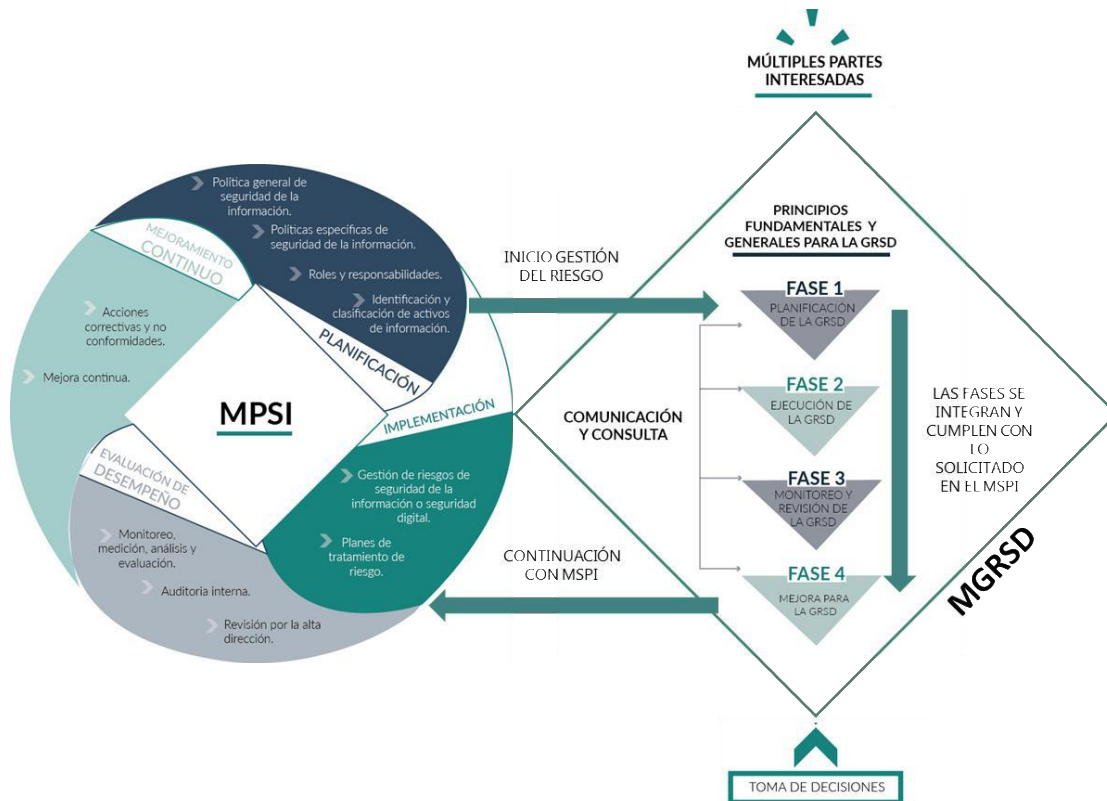 MÚLTIPLES PARTES
INTERESADAS
Política general de
seguridad de la
información.
Políticas específicas de
seguridad de la información.
Roles y responsabilidades.
Identificación y
clasificación de activos
de información.
PLANIFICACIÓN
MEJORAMIENTO
CONTINUO
Acciones
correctivas y no
conformidades.
Mejora continua.
MPSI
IMPLEMENTACIÓN
Gestión de riesgos de
seguridad de la
información o seguridad
digital.
Planes de
tratamiento de
riesgo.
EVALUACIÓN DE
DESEMPEÑO
Monitoreo,
medición, análisis y
evaluación.
Auditoria interna.
Revisión por la alta
dirección.
INICIO GESTIÓN
DEL RIESGO
CONTINUACIÓN
CON MSPI
PRINCIPIOS
FUNDAMENTALES Y
GENERALES PARA LA GRSD
COMUNICACIÓN
Y CONSULTA
FASE 1
PLANIFICACIÓN
DE LA GRSD
FASE 2
EJECUCIÓN DE
LA GRSD
FASE 3
MONITOREO Y
REVISIÓN DE
LA GRSD
FASE 4
MEJORA PARA
LA GRSD
LAS FASES SE
INTEGRAN Y
CUMPLEN CON
LO
SOLICITADO
EN EL MSPI
MGRSD
TOMA DE DECISIONES